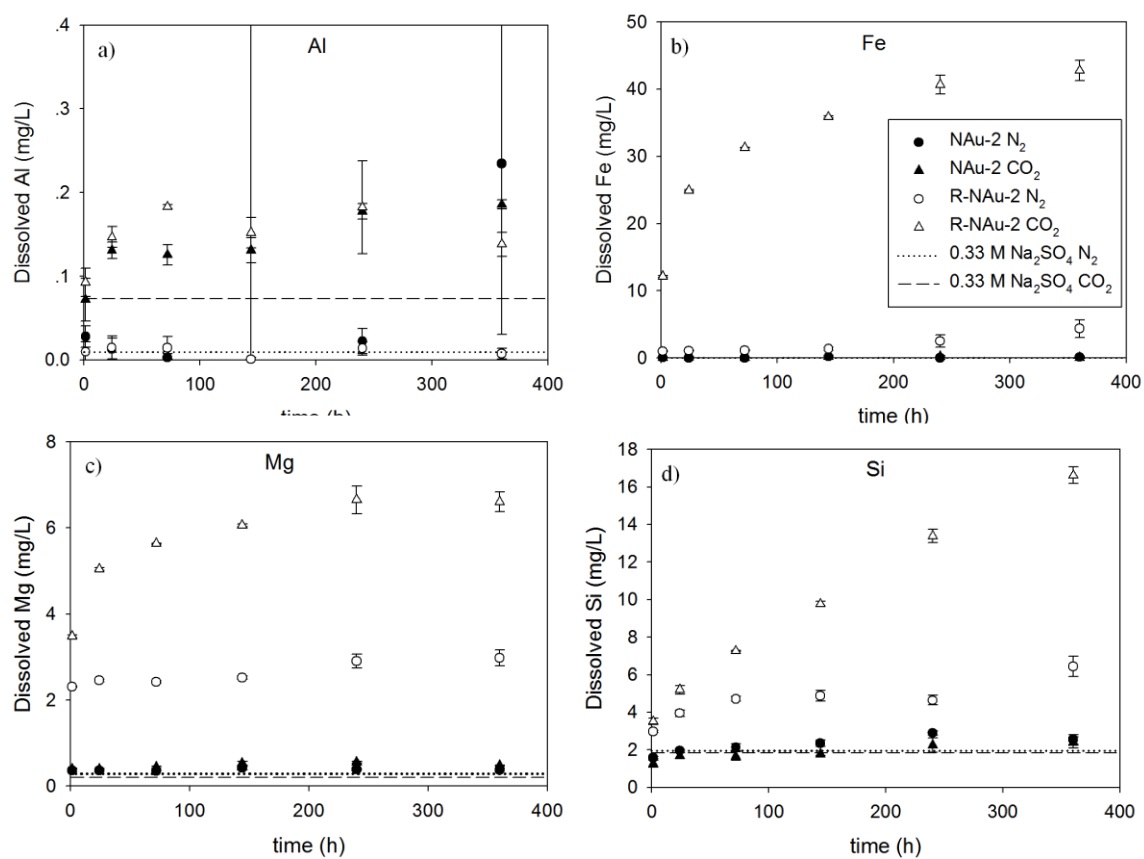 a)
Al
Dissolved Al (mg/L)
.4
.3
.2
.1
0.0
0
100
200
300
400
time (h)
b)
Fe
Dissolved Fe (mg/L)
50
40
30
20
10
0
NAu-2 N₂
NAu-2 CO₂
R-NAu-2 N₂
R-NAu-2 CO₂
0.33 M Na₂SO₄ N₂
0.33 M Na₂SO₄ CO₂
0
100
200
300
400
time (h)
c)
Mg
Dissolved Mg (mg/L)
8
6
4
2
0
0
100
200
300
400
time (h)
d)
Si
Dissolved Si (mg/L)
18
16
14
12
10
8
6
4
2
0
0
100
200
300
400
time (h)